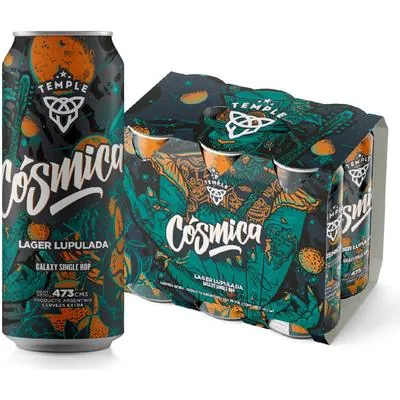 TEMPLE
Cósmica
LAGER LUPULADA
GALAXY SINGLE HOP
473 CM3
PRODUCTO ARGENTINO
CERVEZA EXTRA
TEMPLE
Cósmica
LAGER LUPULADA
GALAXY SINGLE HOP
TEMPLE